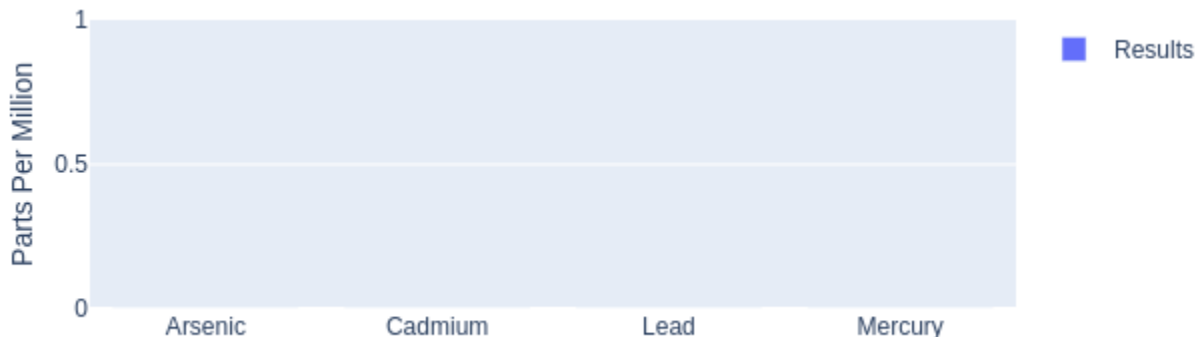 Parts Per Million
1
0.5
0
Arsenic Cadmium Lead Mercury
Results